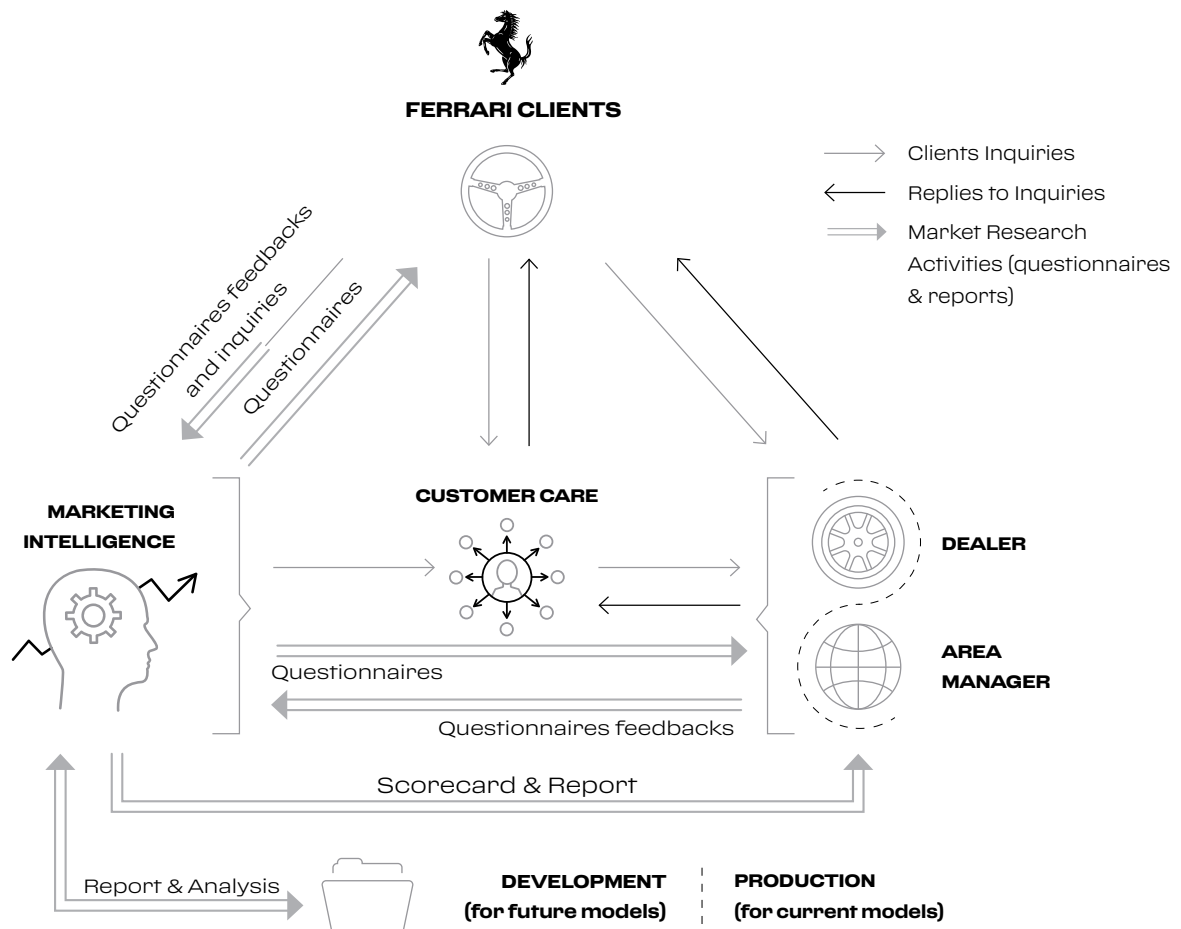 FERRARI CLIENTS
Clients Inquiries
Replies to Inquiries
Market Research
Activities (questionnaires
& reports)
Questionnaires feedbacks
and inquiries
Questionnaires
MARKETING
INTELLIGENCE
CUSTOMER CARE
DEALER
AREA
MANAGER
Questionnaires
Questionnaires feedbacks
Scorecard & Report
Report & Analysis
DEVELOPMENT
(for future models)
PRODUCTION
(for current models)